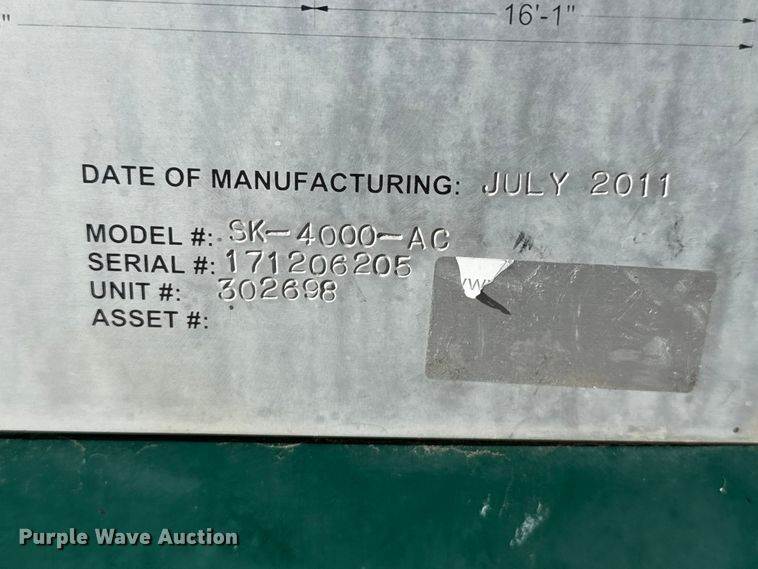 "
16'-1"
DATE OF MANUFACTURING: JULY 2011
MODEL #: SK-4000-AC
SERIAL #: 171206205
UNIT #: 302698
ASSET #:
Purple Wave Auction